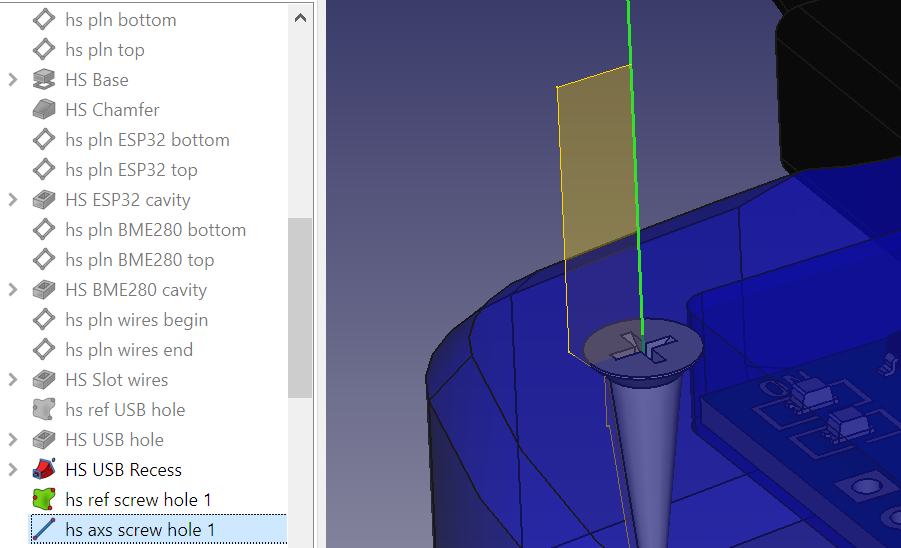 hs pln bottom
hs pln top
HS Base
HS Chamfer
hs pln ESP32 bottom
hs pln ESP32 top
HS ESP32 cavity
hs pln BME280 bottom
hs pln BME280 top
HS BME280 cavity
hs pln wires begin
hs pln wires end
HS Slot wires
hs ref USB hole
HS USB hole
HS USB Recess
hs ref screw hole 1
hs axs screw hole 1